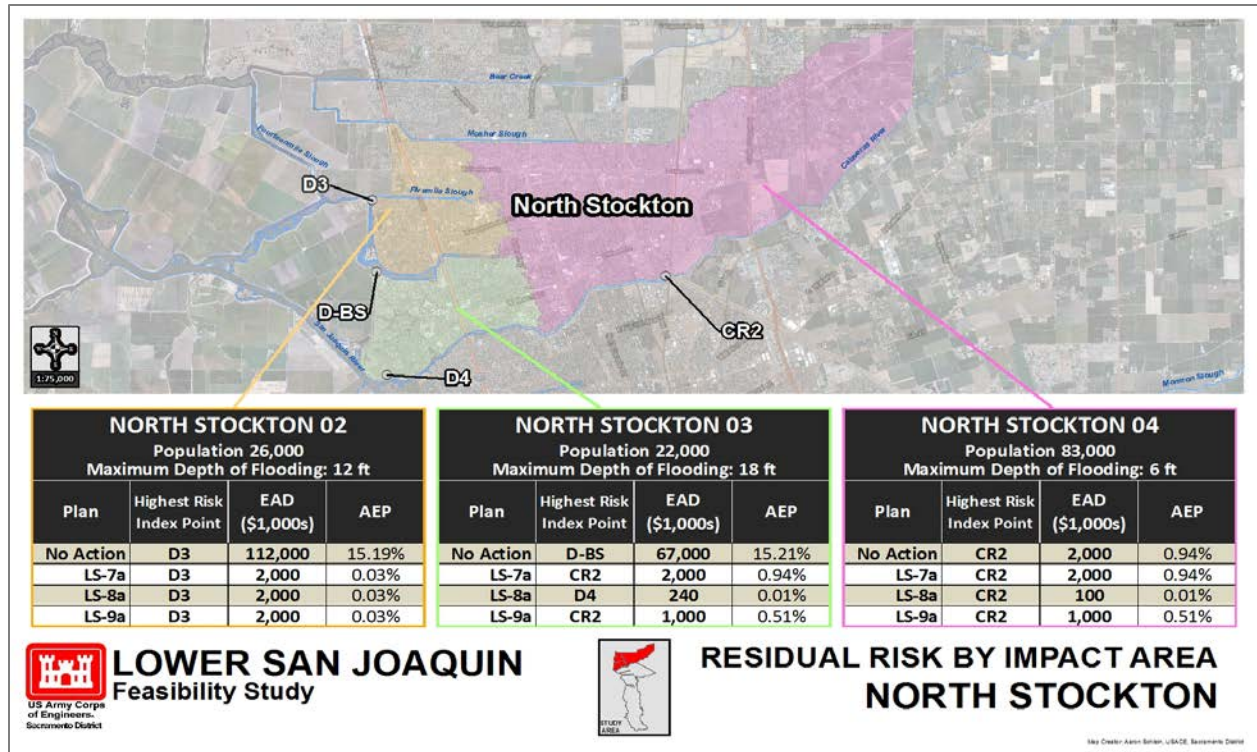 Bear Creek
Mosher Slough
Fourteenmile Slough
Calaveras River
D3
Fivemile Slough
North Stockton
D-BS
San Joaquin River
CR2
D4
Mormon Slough
1:75,000
NORTH STOCKTON 02
Population 26,000
Maximum Depth of Flooding: 12 ft
Plan Highest Risk Index Point EAD ($1,000s) AEP
No Action D3 112,000 15.19%
LS-7a D3 2,000 0.03%
LS-8a D3 2,000 0.03%
LS-9a D3 2,000 0.03%
NORTH STOCKTON 03
Population 22,000
Maximum Depth of Flooding: 18 ft
Plan Highest Risk Index Point EAD ($1,000s) AEP
No Action D-BS 67,000 15.21%
LS-7a CR2 2,000 0.94%
LS-8a D4 240 0.01%
LS-9a CR2 1,000 0.51%
NORTH STOCKTON 04
Population 83,000
Maximum Depth of Flooding: 6 ft
Plan Highest Risk Index Point EAD ($1,000s) AEP
No Action CR2 2,000 0.94%
LS-7a CR2 2,000 0.94%
LS-8a CR2 100 0.01%
LS-9a CR2 1,000 0.51%
US Army Corps
of Engineers.
Sacramento District
LOWER SAN JOAQUIN
Feasibility Study
STUDY
AREA
RESIDUAL RISK BY IMPACT AREA
NORTH STOCKTON